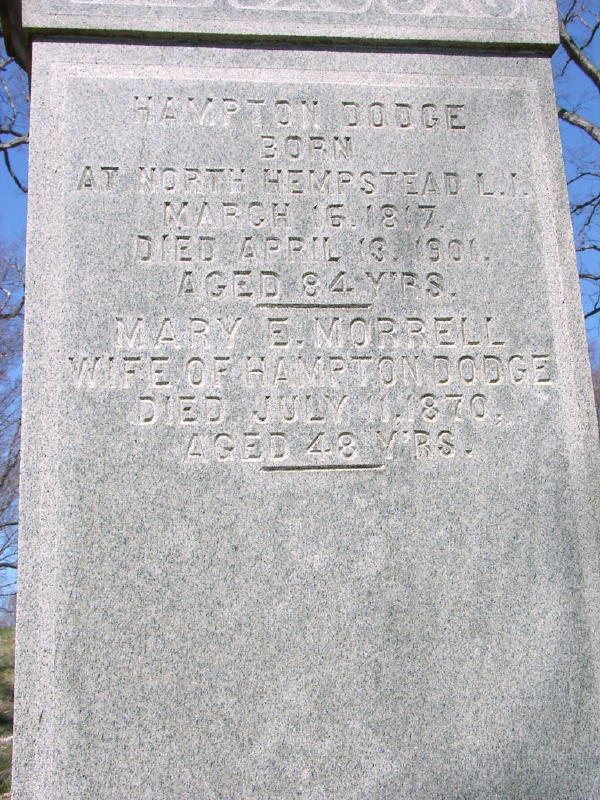 HAMPTON DODGE
BORN
AT NORTH HEMPSTEAD L.I.
MARCH 16. 1817.
DIED APRIL 13. 1901.
AGED 84 Y'RS.
MARY E. MORRELL
WIFE OF HAMPTON DODGE
DIED JULY 11. 1870,
AGED 48 Y'RS.